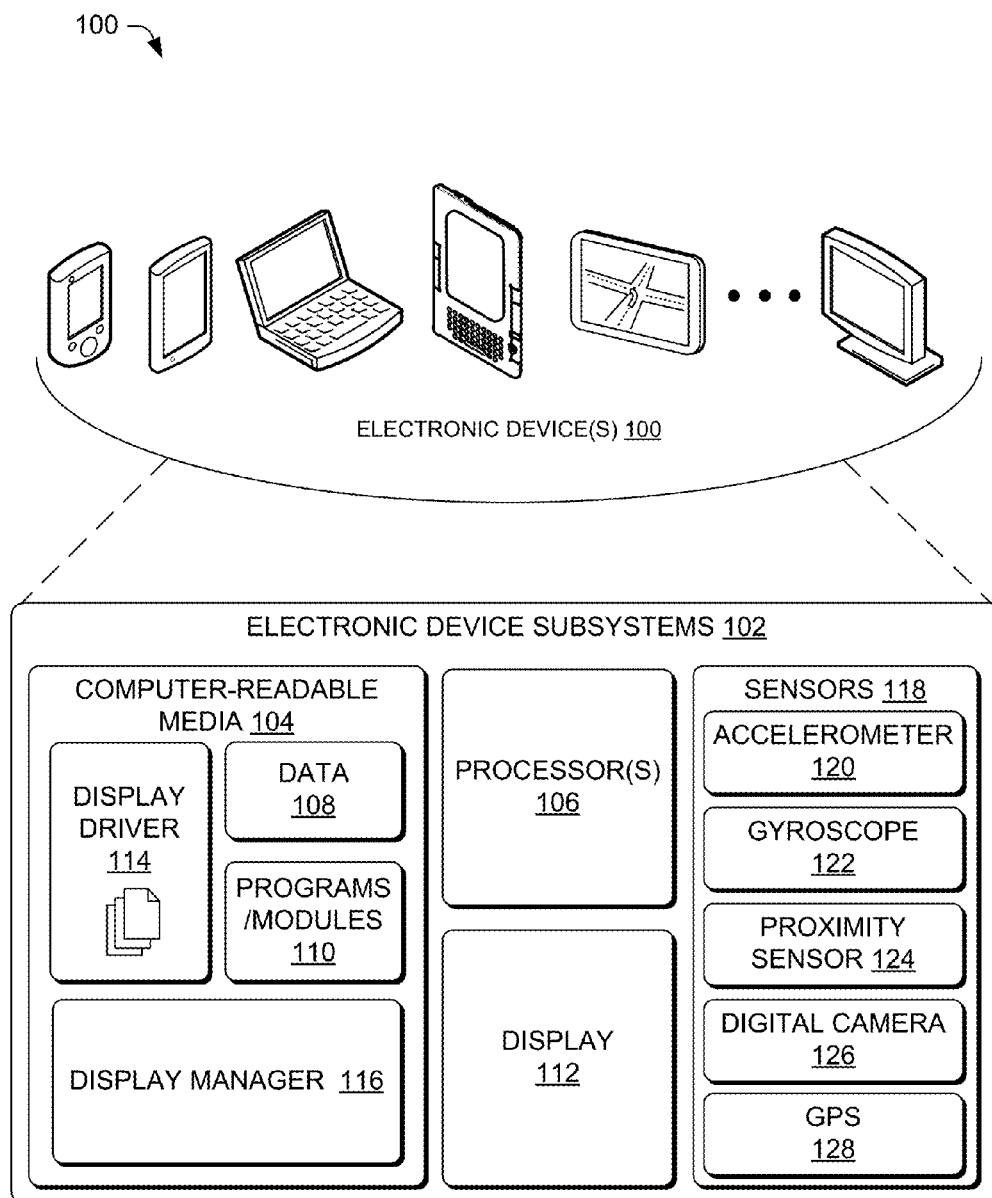 100
ELECTRONIC DEVICE(S) 100
ELECTRONIC DEVICE SUBSYSTEMS 102
COMPUTER-READABLE
MEDIA 104
DISPLAY
DRIVER
114
DATA
108
PROGRAMS
/MODULES
110
DISPLAY MANAGER 116
PROCESSOR(S)
106
DISPLAY
112
SENSORS 118
ACCELEROMETER
120
GYROSCOPE
122
PROXIMITY
SENSOR 124
DIGITAL CAMERA
126
GPS
128